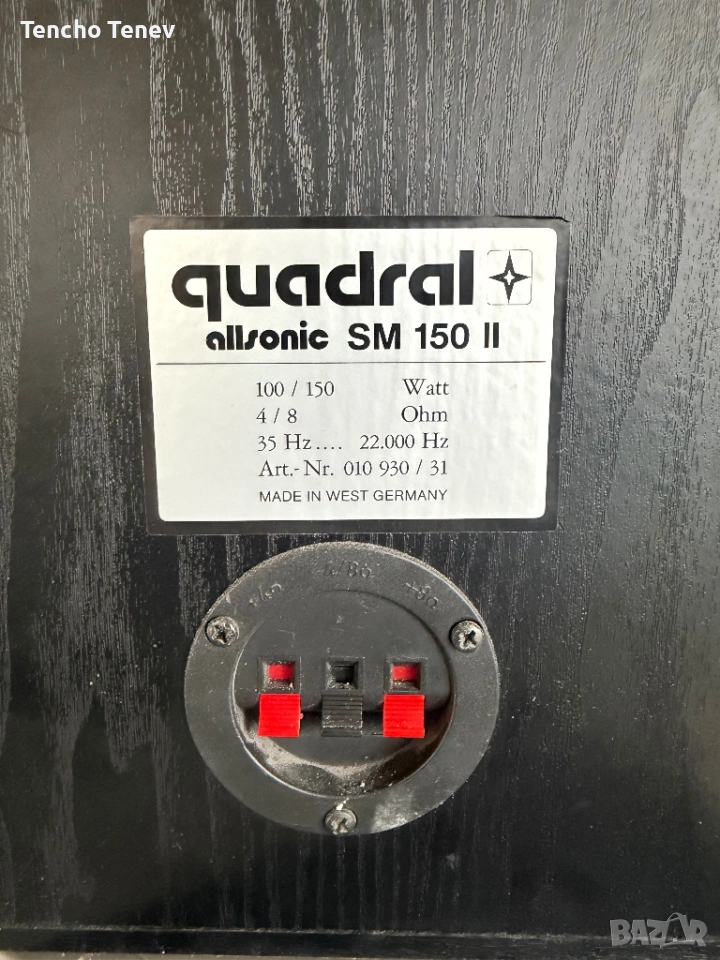 Tencho Tenev
quadral
allsonic SM 150 II
100 / 150 Watt
4 / 8 Ohm
35 Hz .... 22.000 Hz
Art.- Nr. 010 930 / 31
MADE IN WEST GERMANY
BAZAR